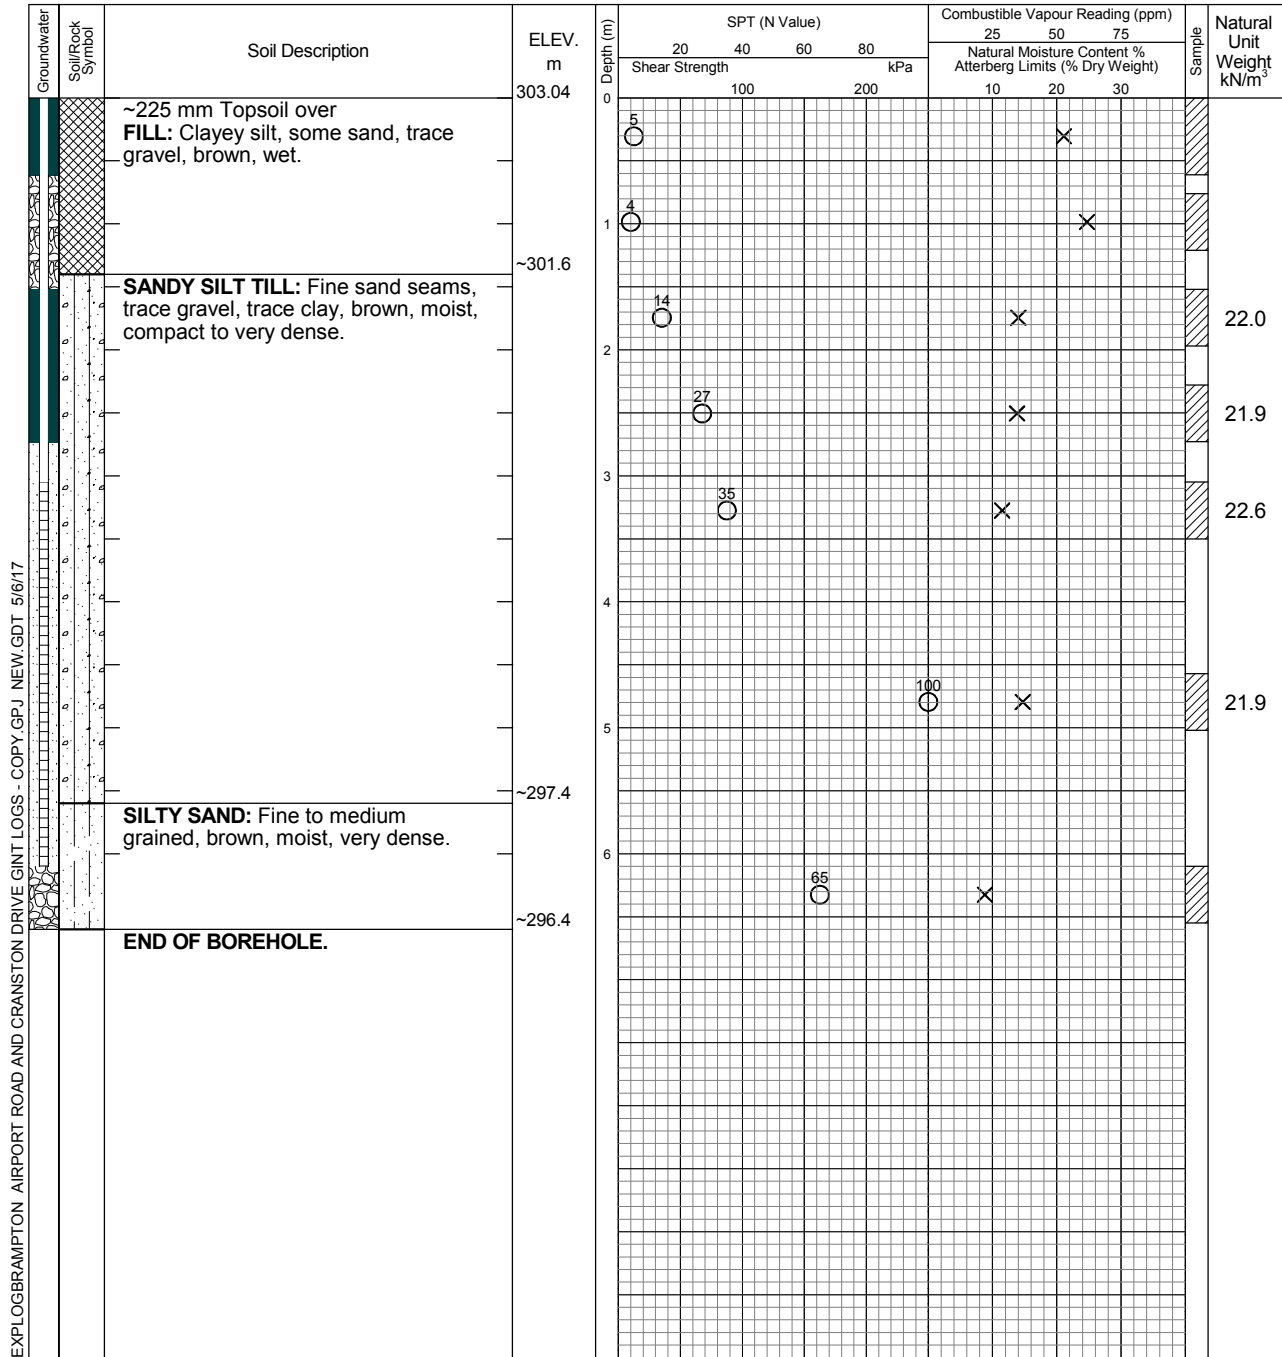 Groundwater
Soil/Rock
Symbol
Soil Description
ELEV.
m
303.04
Depth (m)
SPT (N Value)
20 40 60 80
Shear Strength kPa
100 200
Combustible Vapour Reading (ppm)
25 50 75
Natural Moisture Content %
Atterberg Limits (% Dry Weight)
10 20 30
Sample
Natural
Unit
Weight
kN/m³
0
~225 mm Topsoil over
FILL: Clayey silt, some sand, trace
gravel, brown, wet.
5
4
1
~301.6
SANDY SILT TILL: Fine sand seams,
trace gravel, trace clay, brown, moist,
compact to very dense.
14
22.0
2
27
21.9
3
35
22.6
4
100
21.9
5
~297.4
SILTY SAND: Fine to medium
grained, brown, moist, very dense.
6
65
~296.4
END OF BOREHOLE.
EXPLOGBRAMPTON AIRPORT ROAD AND CRANSTON DRIVE GINT LOGS - COPY.GPJ NEW.GDT 5/6/17